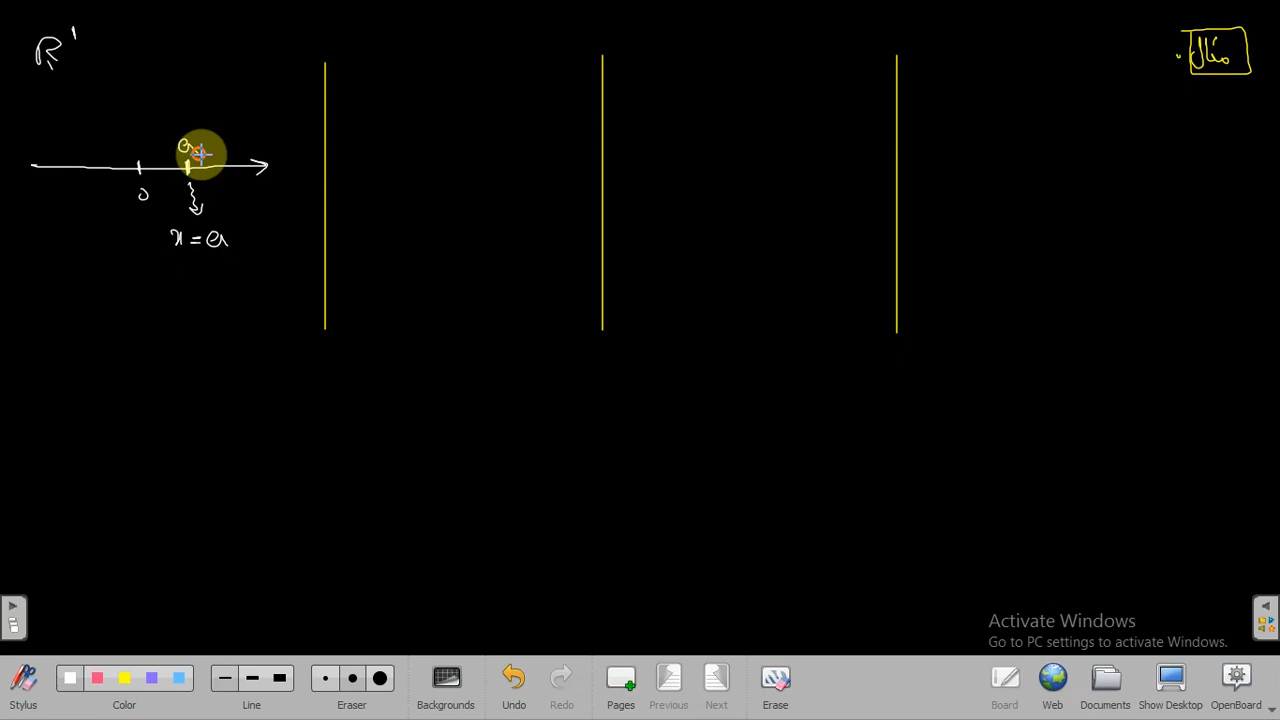 R¹
مثال
a
0
x = a
Activate Windows
Go to PC settings to activate Windows.
Stylus
Color
Line
Eraser
Backgrounds
Undo
Redo
Pages
Previous
Next
Erase
Board
Web
Documents
Show Desktop
OpenBoard